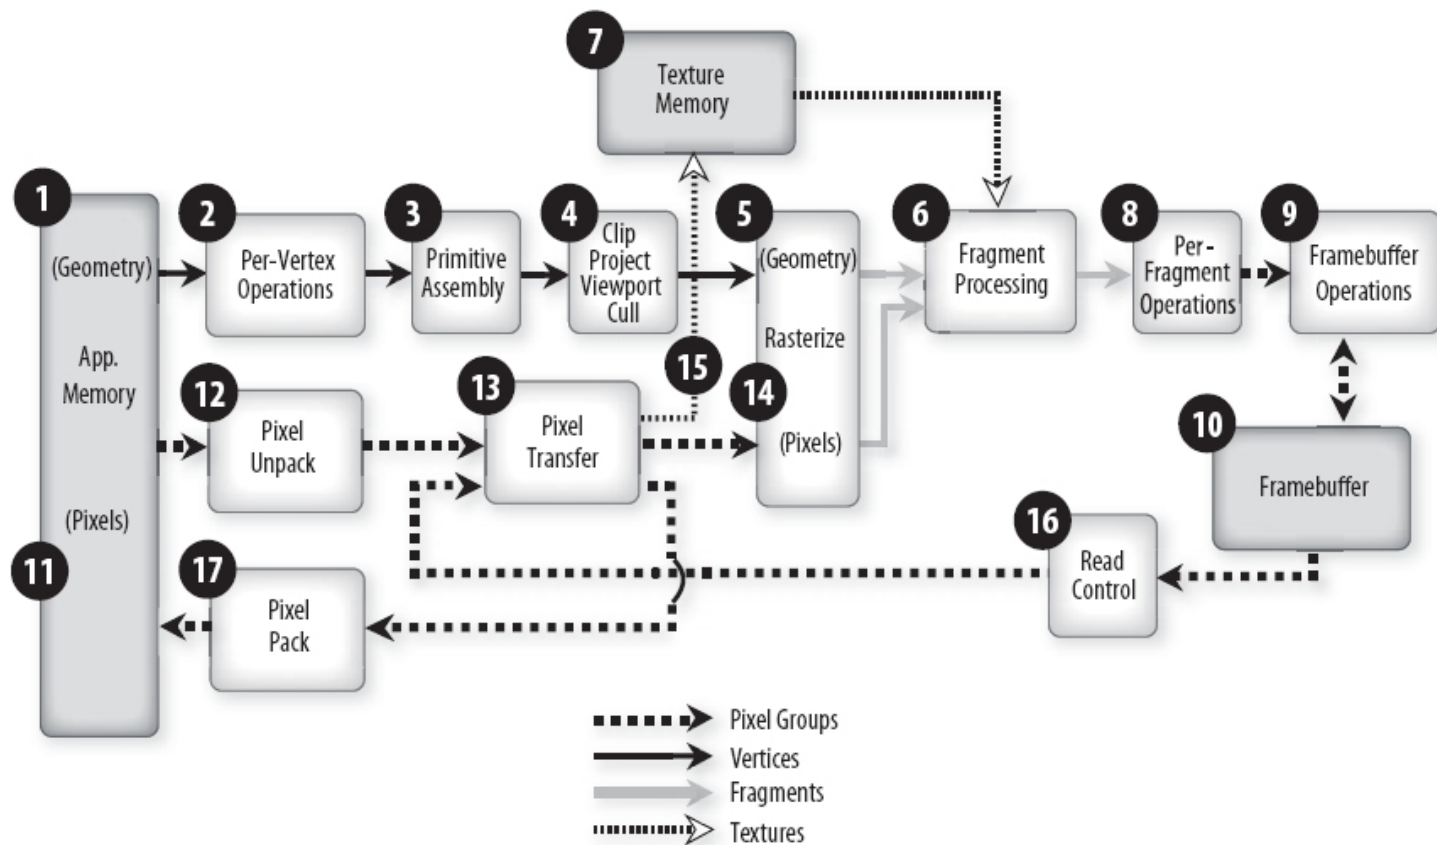 7
Texture
Memory
1
2
3
4
5
6
8
9
(Geometry)
Per-Vertex
Operations
Primitive
Assembly
Clip
Project
Viewport
Cull
(Geometry)
Rasterize
Fragment
Processing
Per-
Fragment
Operations
Framebuffer
Operations
App.
Memory
12
Pixel
Unpack
13
Pixel
Transfer
15
14
(Pixels)
10
Framebuffer
(Pixels)
11
17
Pixel
Pack
16
Read
Control
Pixel Groups
Vertices
Fragments
Textures